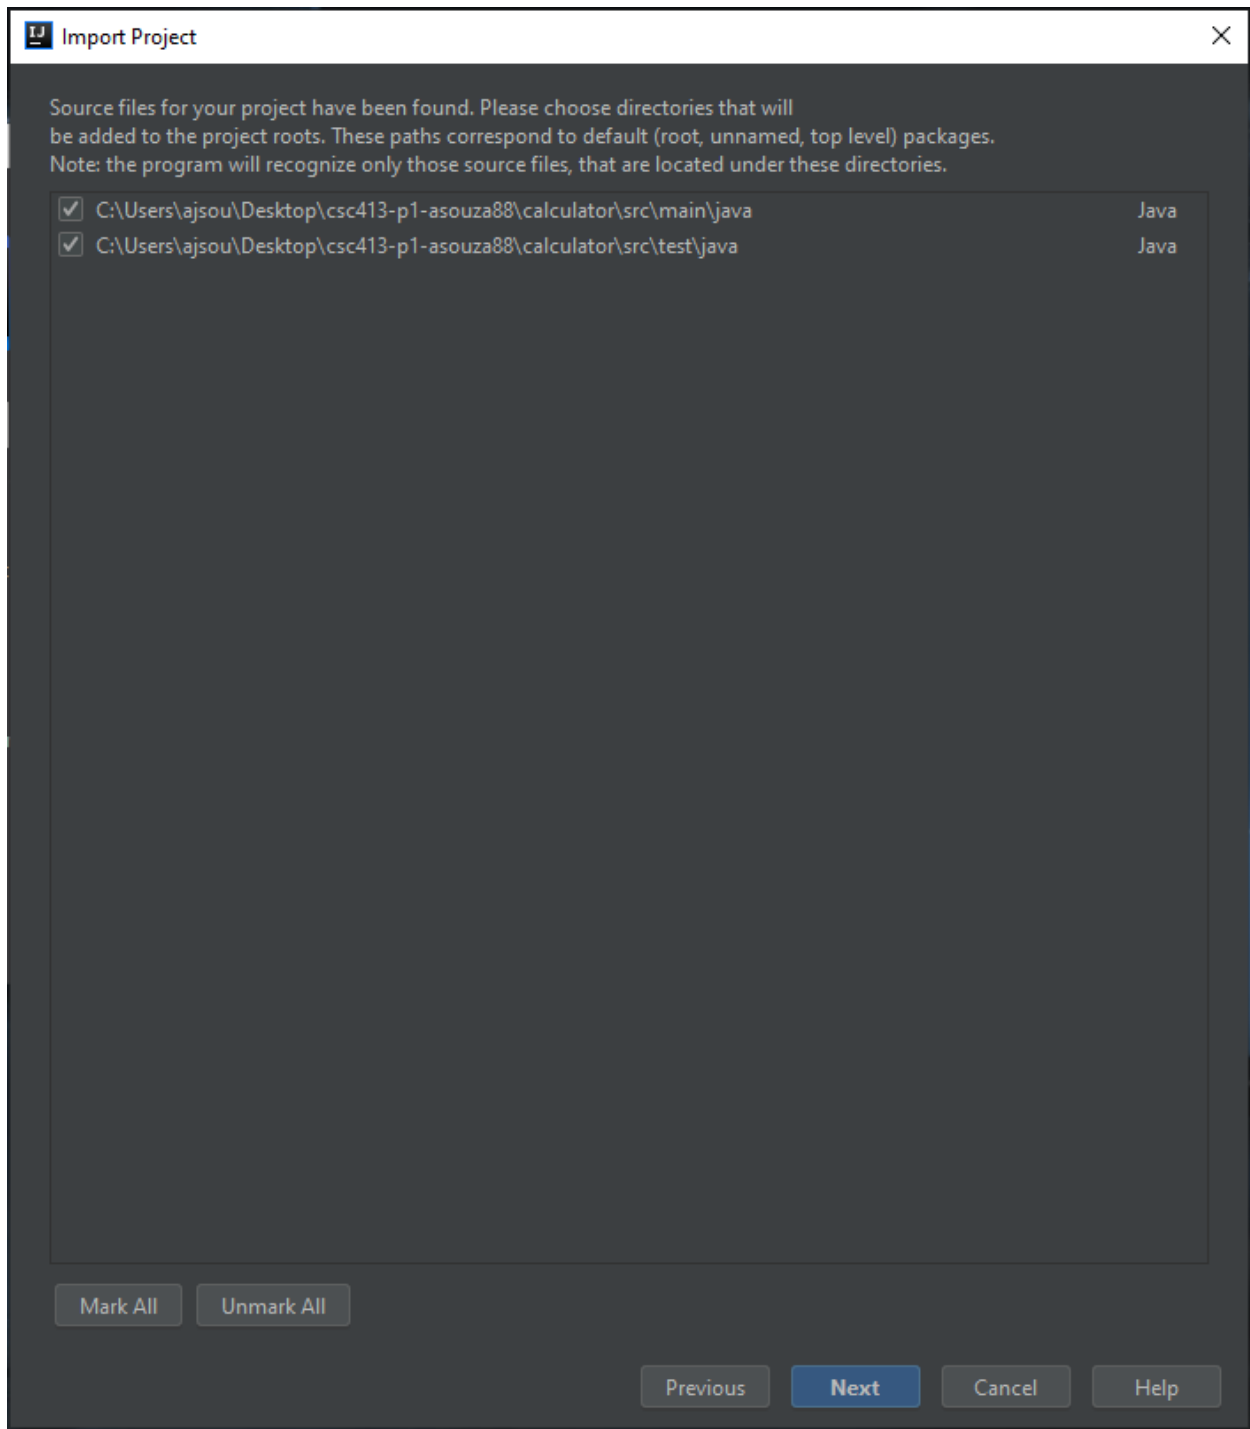 IJ
Import Project
Source files for your project have been found. Please choose directories that will
be added to the project roots. These paths correspond to default (root, unnamed, top level) packages.
Note: the program will recognize only those source files, that are located under these directories.
C:\Users\ajsou\Desktop\csc413-p1-asouza88\calculator\src\main\java Java
C:\Users\ajsou\Desktop\csc413-p1-asouza88\calculator\src\test\java Java
Mark All Unmark All
Previous Next Cancel Help